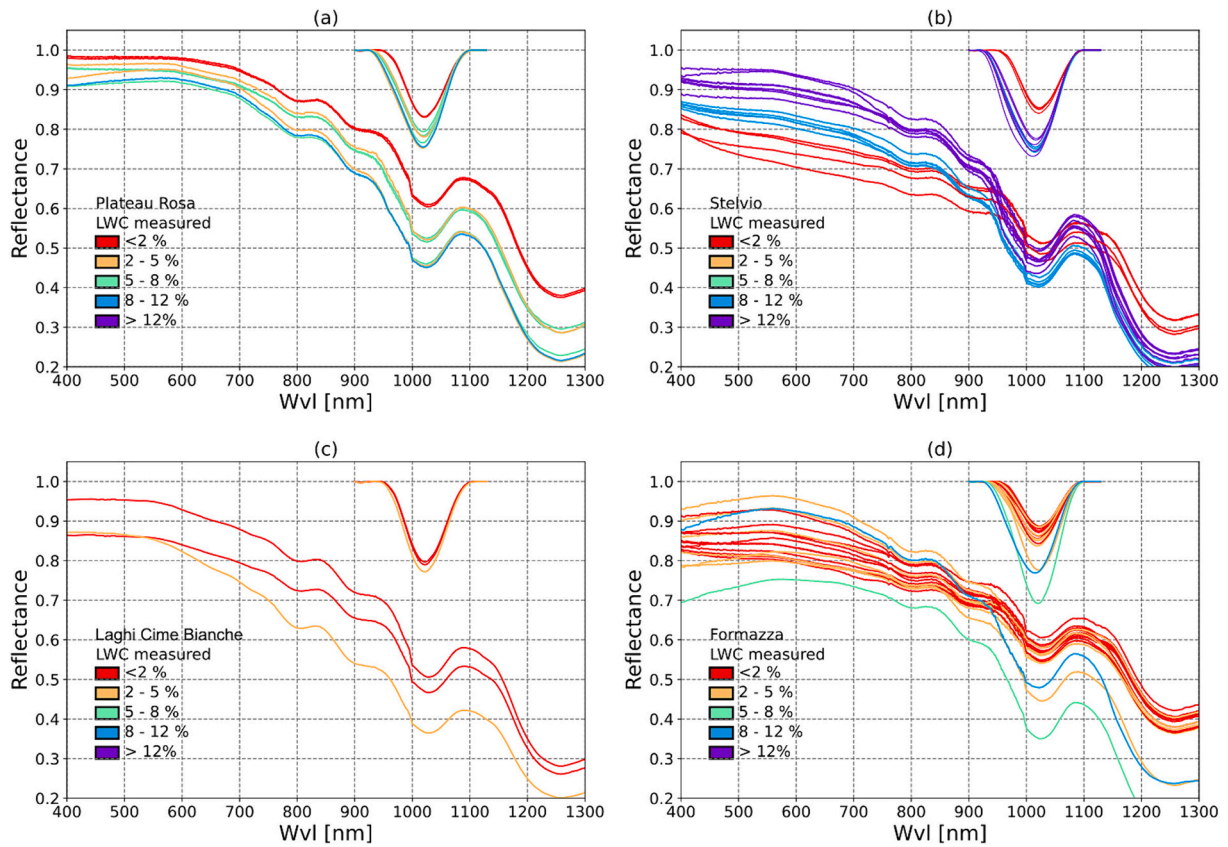 (a)
1.0
0.9
0.8
0.7
0.6
0.5
0.4
0.3
0.2
Reflectance
Plateau Rosa
LWC measured
<2 %
2 - 5 %
5 - 8 %
8 - 12 %
> 12%
400 500 600 700 800 900 1000 1100 1200 1300
Wvl [nm]
(b)
1.0
0.9
0.8
0.7
0.6
0.5
0.4
0.3
0.2
Reflectance
Stelvio
LWC measured
<2 %
2 - 5 %
5 - 8 %
8 - 12 %
> 12%
400 500 600 700 800 900 1000 1100 1200 1300
Wvl [nm]
(c)
1.0
0.9
0.8
0.7
0.6
0.5
0.4
0.3
0.2
Reflectance
Laghi Cime Bianche
LWC measured
<2 %
2 - 5 %
5 - 8 %
8 - 12 %
> 12%
400 500 600 700 800 900 1000 1100 1200 1300
Wvl [nm]
(d)
1.0
0.9
0.8
0.7
0.6
0.5
0.4
0.3
0.2
Reflectance
Formazza
LWC measured
<2 %
2 - 5 %
5 - 8 %
8 - 12 %
> 12%
400 500 600 700 800 900 1000 1100 1200 1300
Wvl [nm]